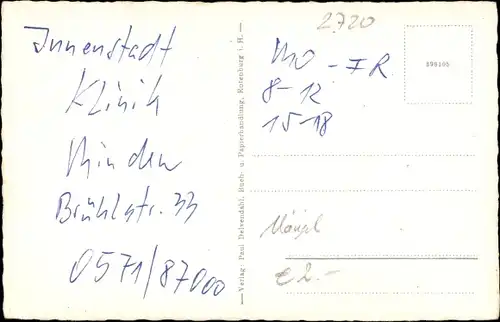 Innenstadt
Klinik
Minden
Brühlstr. 33
0571/87000
Verlag: Paul Delvendahl, Buch- u. Papierhandlung, Rotenburg i. H.
2720
MO - FR.
8-12
15-18
398105
Mängel
€ 2.-